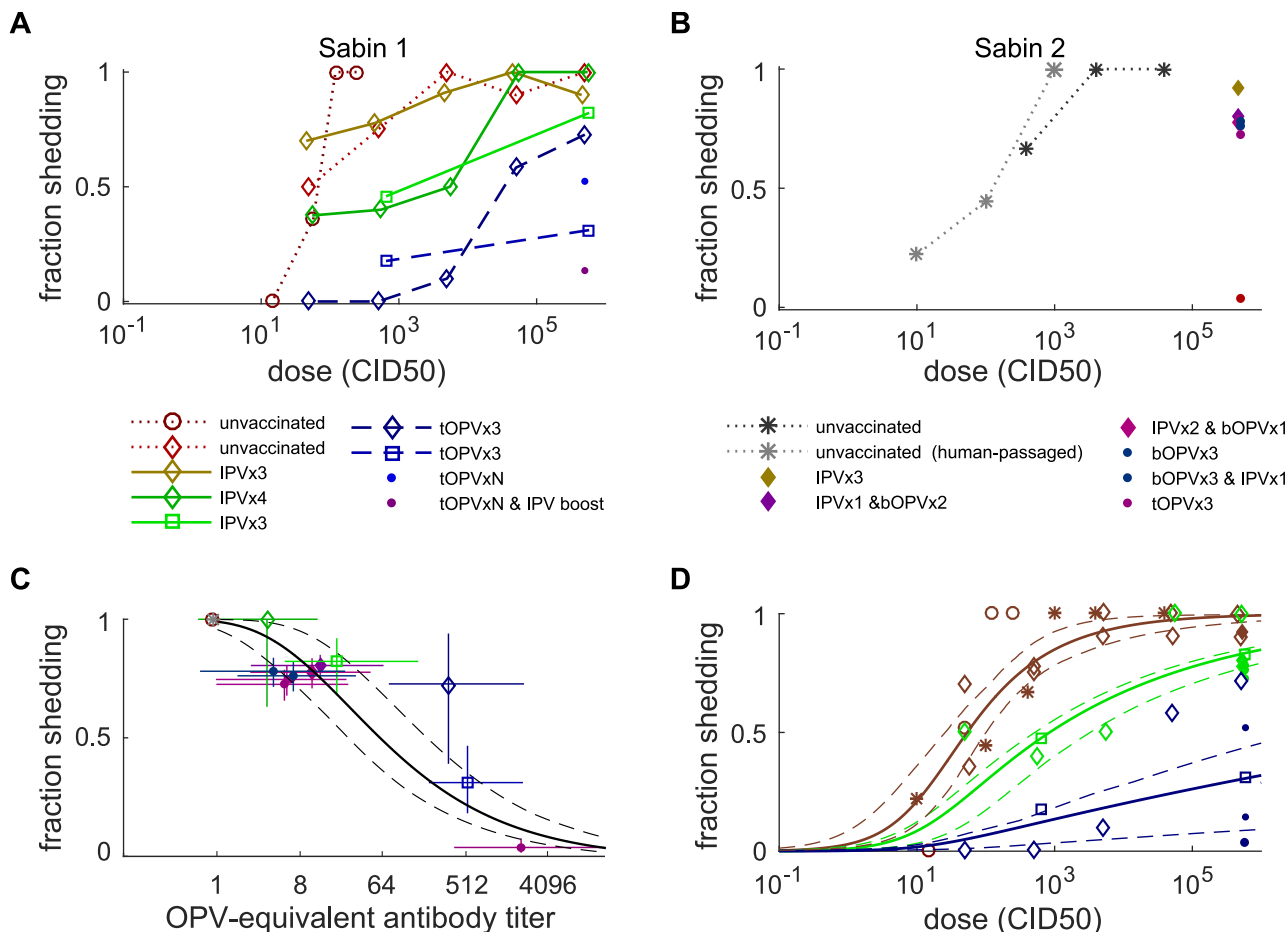 A
Sabin 1
fraction shedding
1
0.5
0
10-1
101
103
105
dose (CID50)
unvaccinated
unvaccinated
IPVx3
IPVx4
IPVx3
tOPVx3
tOPVx3
tOPVxN
tOPVxN & IPV boost
B
Sabin 2
fraction shedding
1
0.5
0
10-1
101
103
105
dose (CID50)
unvaccinated
unvaccinated (human-passaged)
IPVx3
IPVx1 &bOPVx2
IPVx2 & bOPVx1
bOPVx3
bOPVx3 & IPVx1
tOPVx3
C
fraction shedding
1
0.5
0
1
8
64
512
4096
OPV-equivalent antibody titer
D
fraction shedding
1
0.5
0
10-1
101
103
105
dose (CID50)